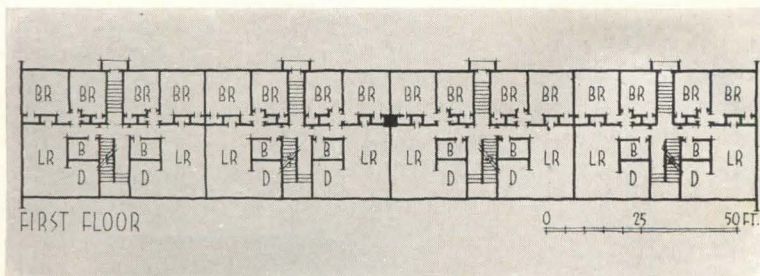 BR BR BR BR BR BR BR BR BR BR BR BR BR BR BR BR
LR B B LR LR B B LR LR B B LR LR B B LR
D D D D D D D D
FIRST FLOOR
0 25 50 FT.